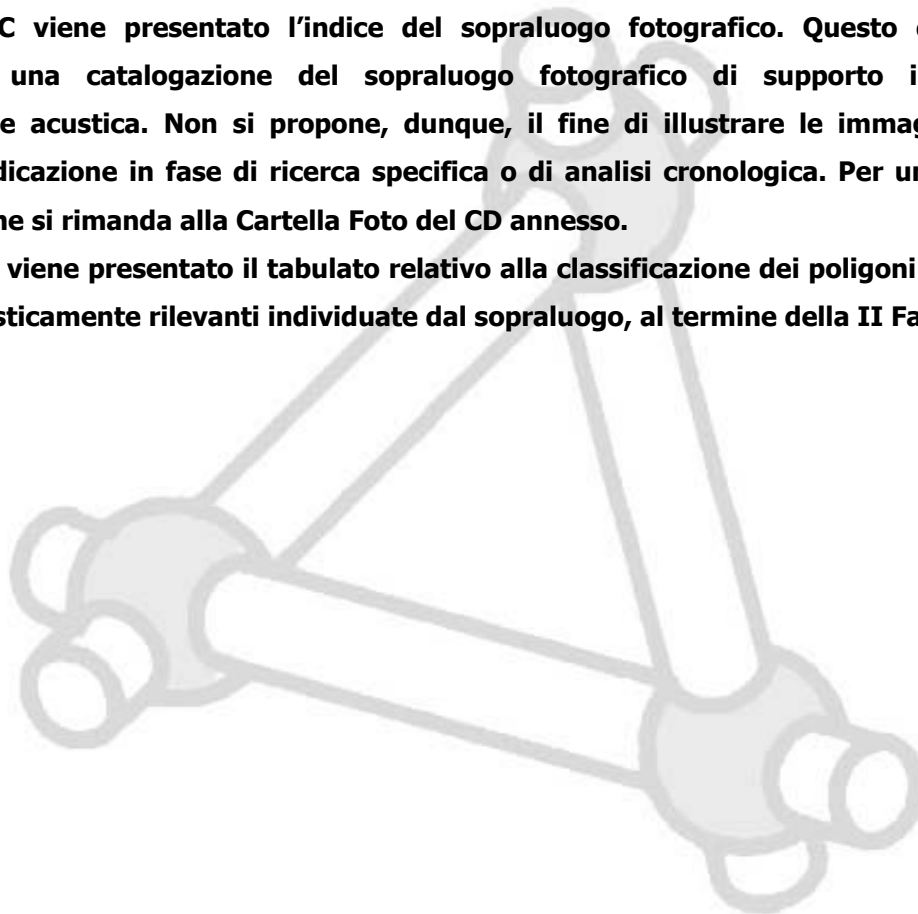 C viene presentato l’indice del sopraluogo fotografico. Questo
una catalogazione del sopraluogo fotografico di supporto
e acustica. Non si propone, dunque, il fine di illustrare le
dicazione in fase di ricerca specifica o di analisi cronologica. Per
ne si rimanda alla Cartella Foto del CD annesso.
viene presentato il tabulato relativo alla classificazione dei poligoni
sticamente rilevanti individuate dal sopraluogo, al termine della II